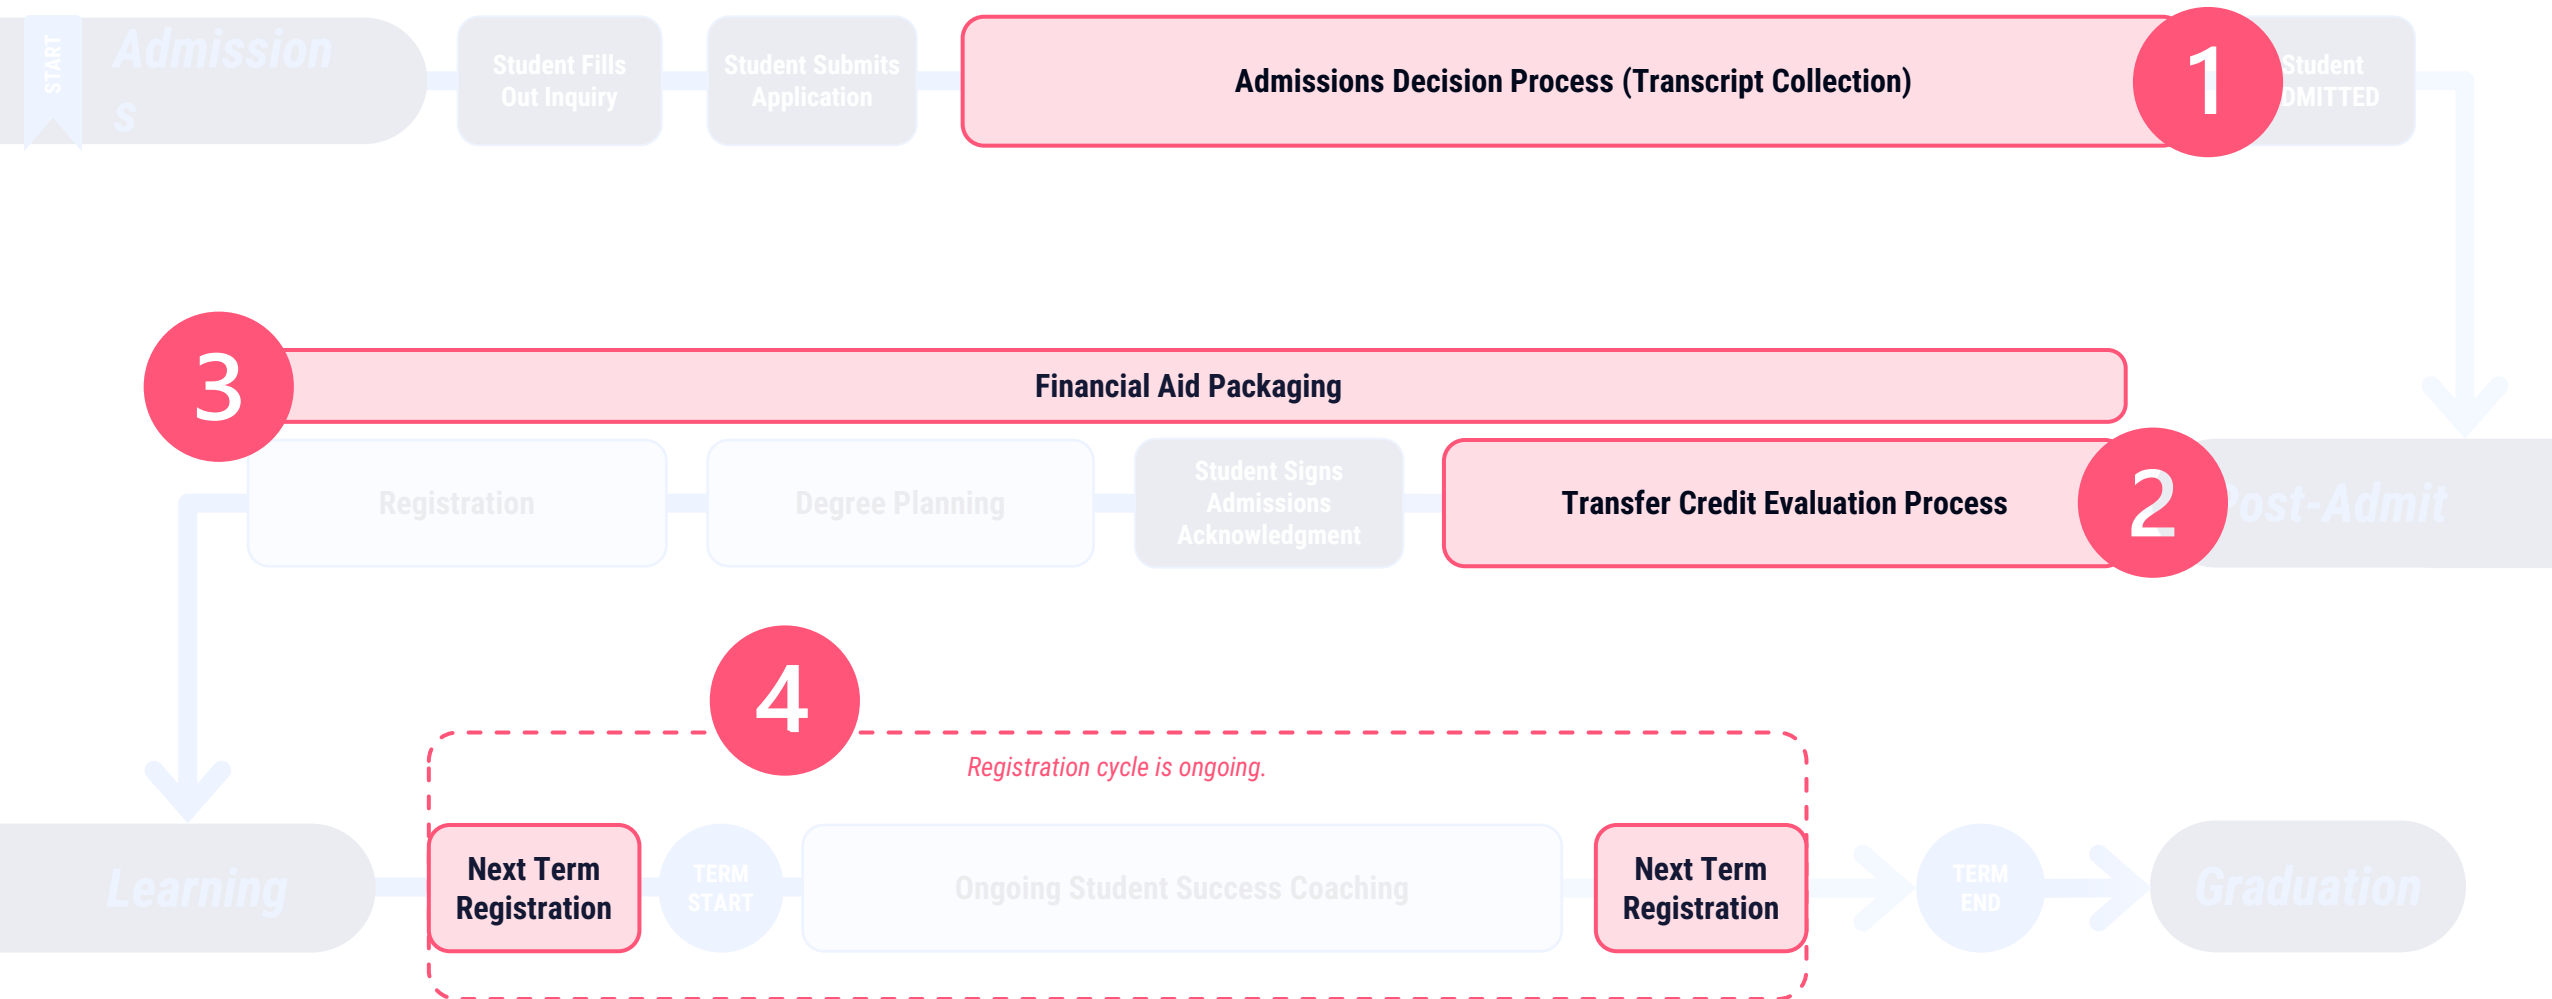 START
Admission
s
Student Fills
Out Inquiry
Student Submits
Application
Admissions Decision Process (Transcript Collection)
1
Student
DMITTED
3
Financial Aid Packaging
Registration
Degree Planning
Student Signs
Admissions
Acknowledgment
Transfer Credit Evaluation Process
2
Post-Admit
4
Registration cycle is ongoing.
Learning
Next Term
Registration
TERM
START
Ongoing Student Success Coaching
Next Term
Registration
TERM
END
Graduation